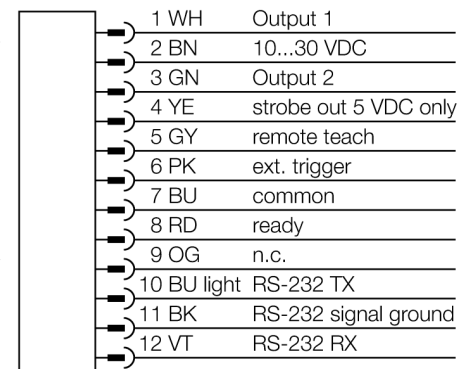 1 WH Output 1
2 BN 10...30 VDC
3 GN Output 2
4 YE strobe out 5 VDC only
5 GY remote teach
6 PK ext. trigger
7 BU common
8 RD ready
9 OG n.c.
10 BU light RS-232 TX
11 BK RS-232 signal ground
12 VT RS-232 RX